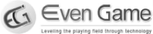 EG Even Game
Leveling the playing field through technology